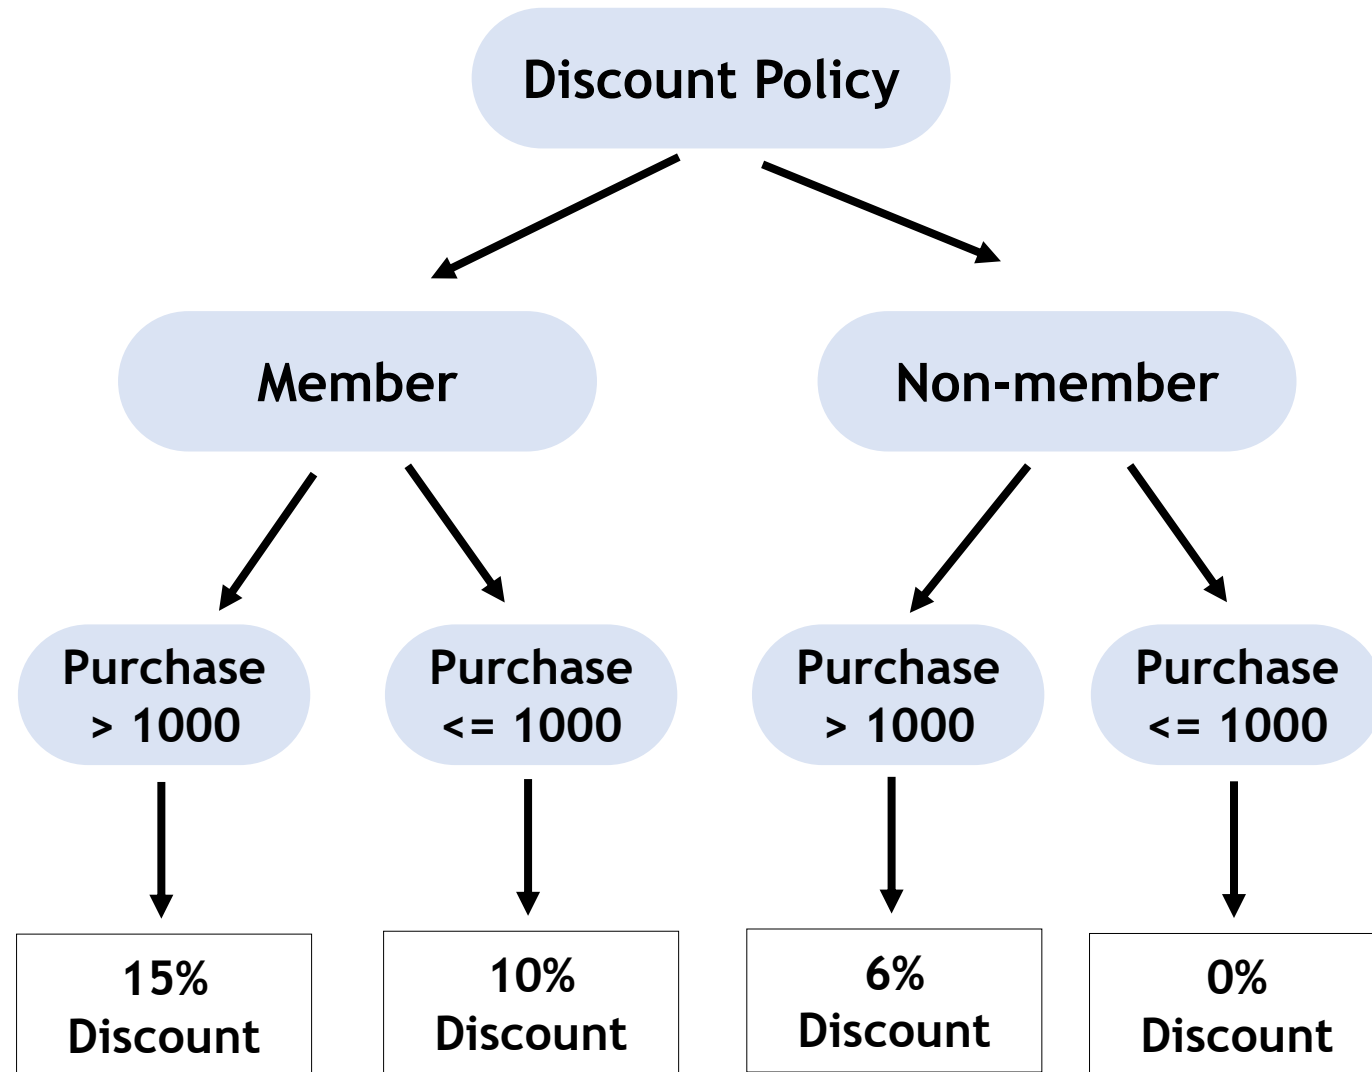 Discount Policy
Member
Non-member
Purchase
> 1000
Purchase
<= 1000
Purchase
> 1000
Purchase
<= 1000
15%
Discount
10%
Discount
6%
Discount
0%
Discount